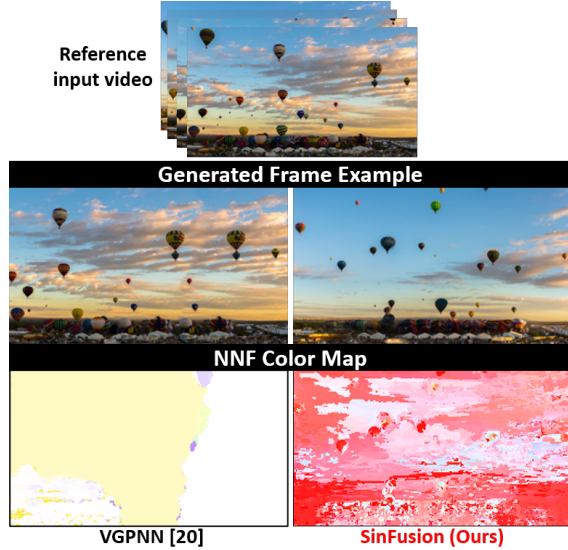 Reference
input video
Generated Frame Example
NNF Color Map
VGPNN [20]
SinFusion (Ours)